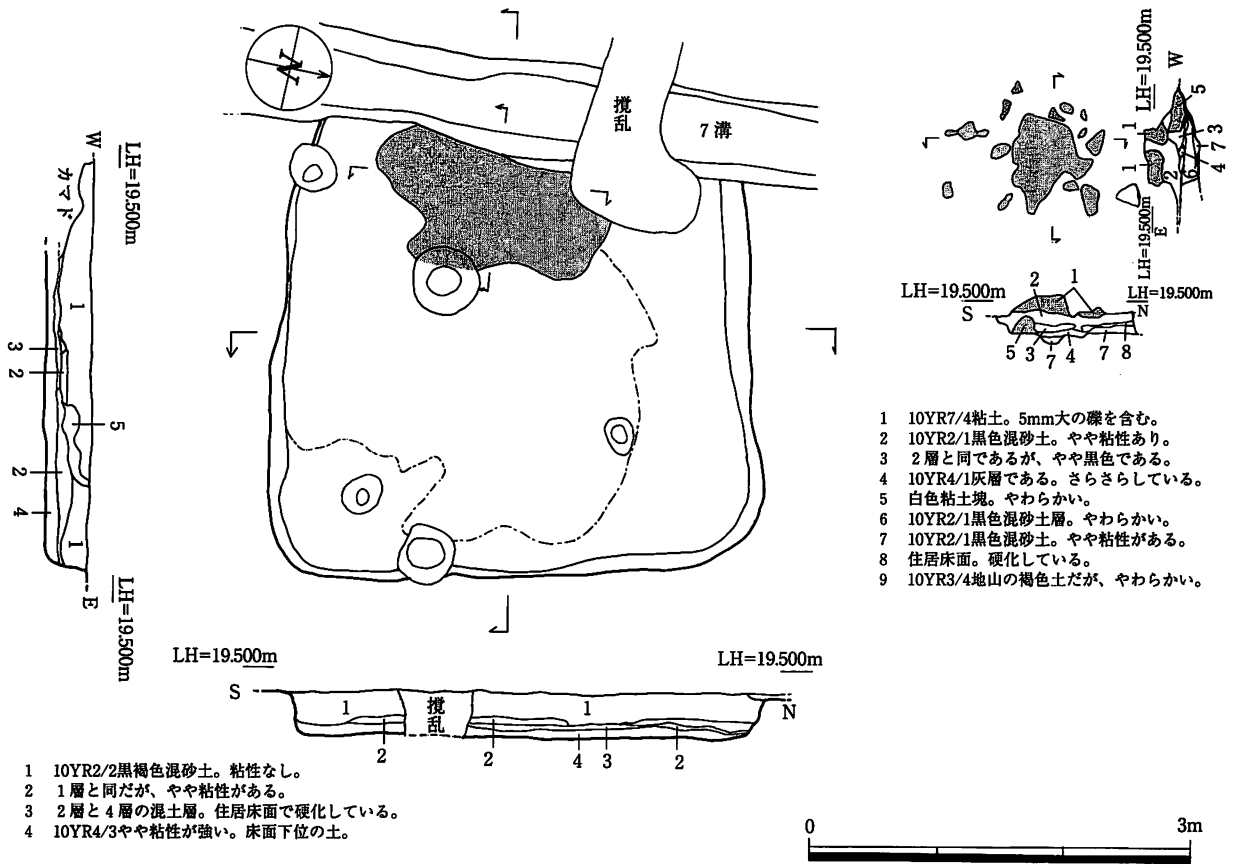 N
攪乱
7溝
W
LH=19.500m
カマド
1
3
2
5
2
4
1
E
LH=19.500m
LH=19.500m
W
5
1
3
7
1
2
6
4
LH=19.500m
E
LH=19.500m
2
1
LH=19.500m
S
N
5
3
7
4
7
8
1 10YR7/4粘土。5mm大の礫を含む。
2 10YR2/1黒色混砂土。やや粘性あり。
3 2層と同であるが、やや黒色である。
4 10YR4/1灰層である。さらさらしている。
5 白色粘土塊。やわらかい。
6 10YR2/1黒色混砂土層。やわらかい。
7 10YR2/1黒色混砂土。やや粘性がある。
8 住居床面。硬化している。
9 10YR3/4地山の褐色土だが、やわらかい。
LH=19.500m
LH=19.500m
S
1
攪乱
1
N
2
2
4
3
2
1 10YR2/2黒褐色混砂土。粘性なし。
2 1層と同だが、やや粘性がある。
3 2層と4層の混土層。住居床面で硬化している。
4 10YR4/3やや粘性が強い。床面下位の土。
0
3m